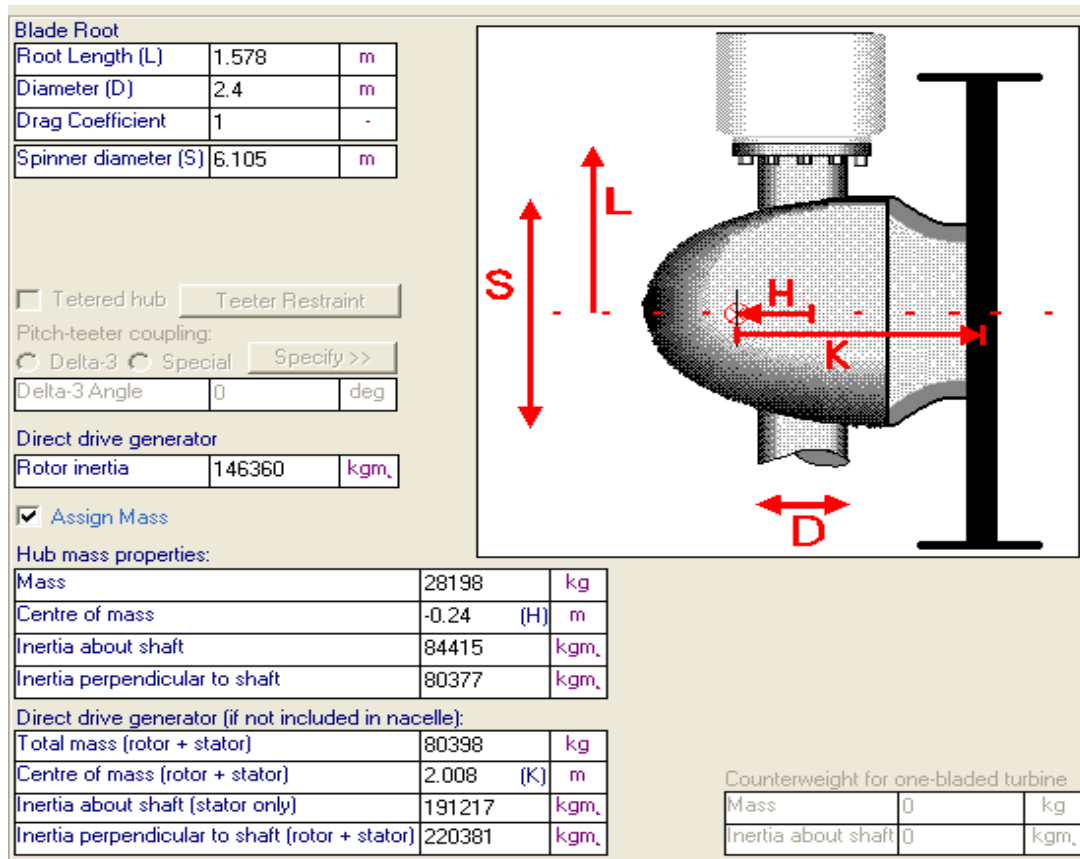 Blade Root
Root Length (L) 1.578 m
Diameter (D) 2.4 m
Drag Coefficient 1 -
Spinner diameter (S) 6.105 m
L
S
H
K
D
Tetered hub Teeter Restraint
Pitch-teeter coupling:
Delta-3 Special Specify >>
Delta-3 Angle 0 deg
Direct drive generator
Rotor inertia 146360 kgm.
Assign Mass
Hub mass properties:
Mass 28198 kg
Centre of mass -0.24 (H) m
Inertia about shaft 84415 kgm.
Inertia perpendicular to shaft 80377 kgm.
Direct drive generator (if not included in nacelle):
Total mass (rotor + stator) 80398 kg
Centre of mass (rotor + stator) 2.008 (K) m
Inertia about shaft (stator only) 191217 kgm.
Inertia perpendicular to shaft (rotor + stator) 220381 kgm.
Counterweight for one-bladed turbine
Mass 0 kg
Inertia about shaft 0 kgm.